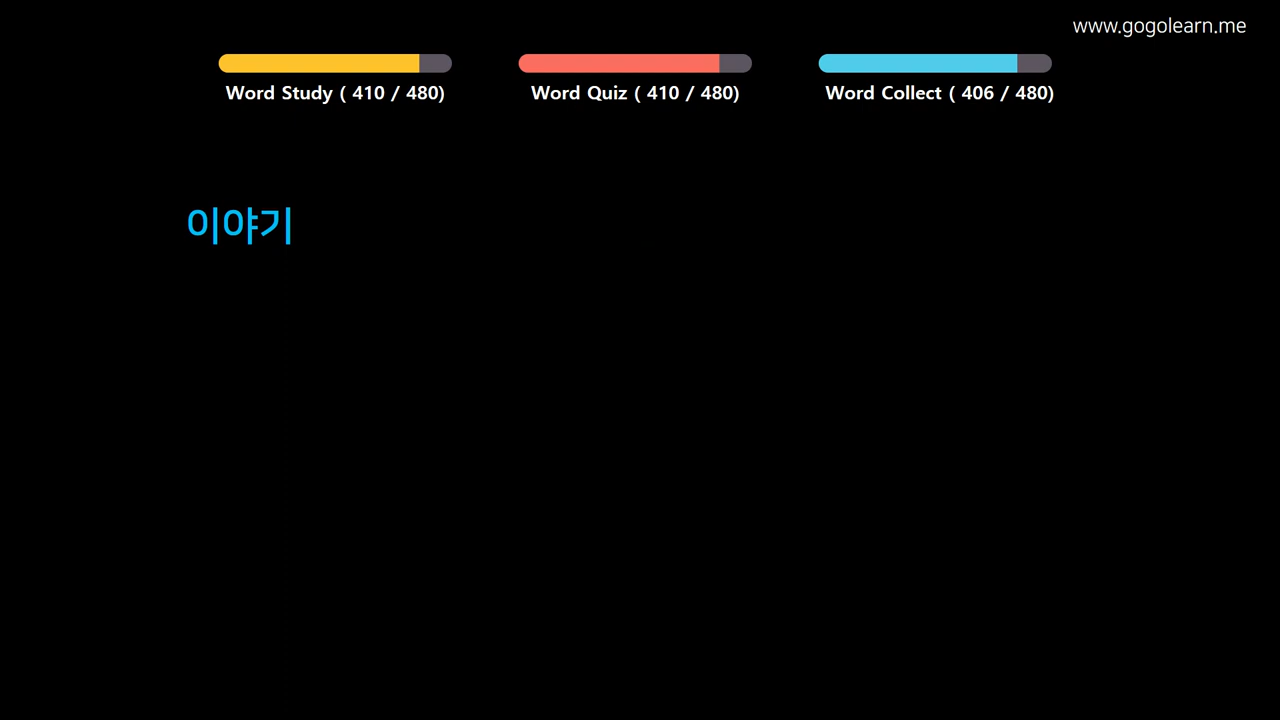 www.gogolearn.me
Word Study ( 410 / 480)
Word Quiz ( 410 / 480)
Word Collect ( 406 / 480)
이야기